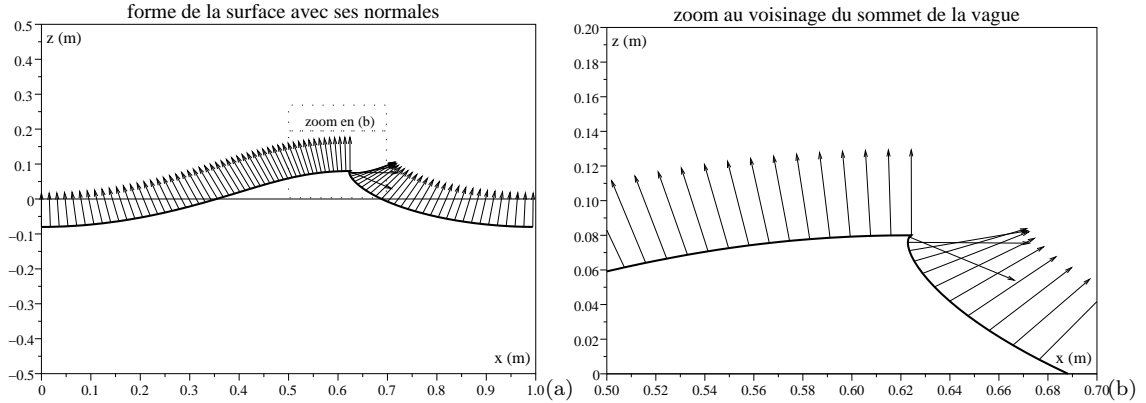 forme de la surface avec ses normales
z (m)
0.5
0.4
0.3
0.2
0.1
0
−0.1
−0.2
−0.3
−0.4
−0.5
zoom en (b)
x (m)
0 0.1 0.2 0.3 0.4 0.5 0.6 0.7 0.8 0.9 1.0
(a)
zoom au voisinage du sommet de la vague
z (m)
0.20
0.18
0.16
0.14
0.12
0.10
0.08
0.06
0.04
0.02
0
x (m)
0.50 0.52 0.54 0.56 0.58 0.60 0.62 0.64 0.66 0.68 0.70
(b)